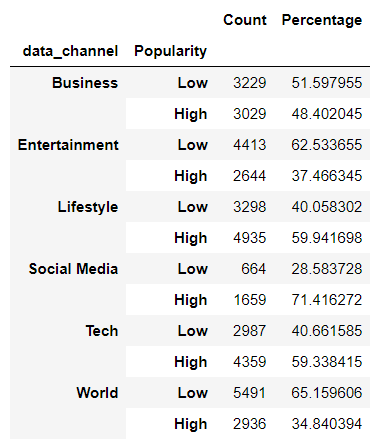 Count Percentage
data_channel Popularity
Business Low 3229 51.597955
High 3029 48.402045
Entertainment Low 4413 62.533655
High 2644 37.466345
Lifestyle Low 3298 40.058302
High 4935 59.941698
Social Media Low 664 28.583728
High 1659 71.416272
Tech Low 2987 40.661585
High 4359 59.338415
World Low 5491 65.159606
High 2936 34.840394